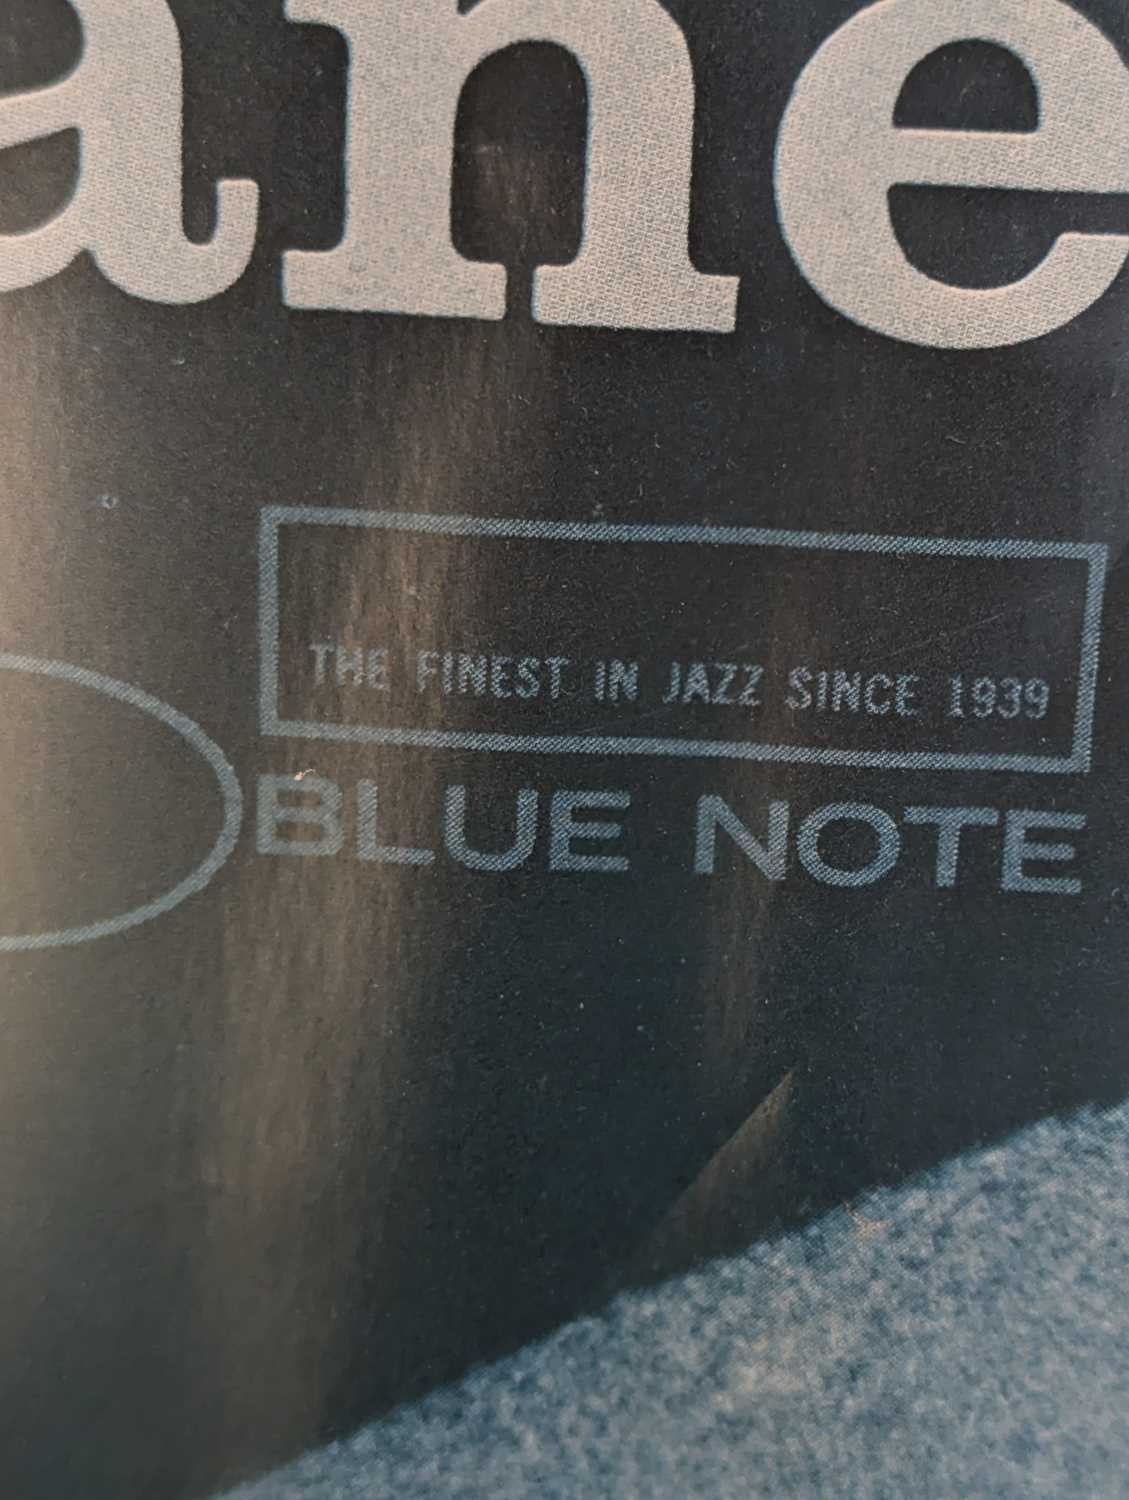 ane
THE FINEST IN JAZZ SINCE 1939
BLUE NOTE